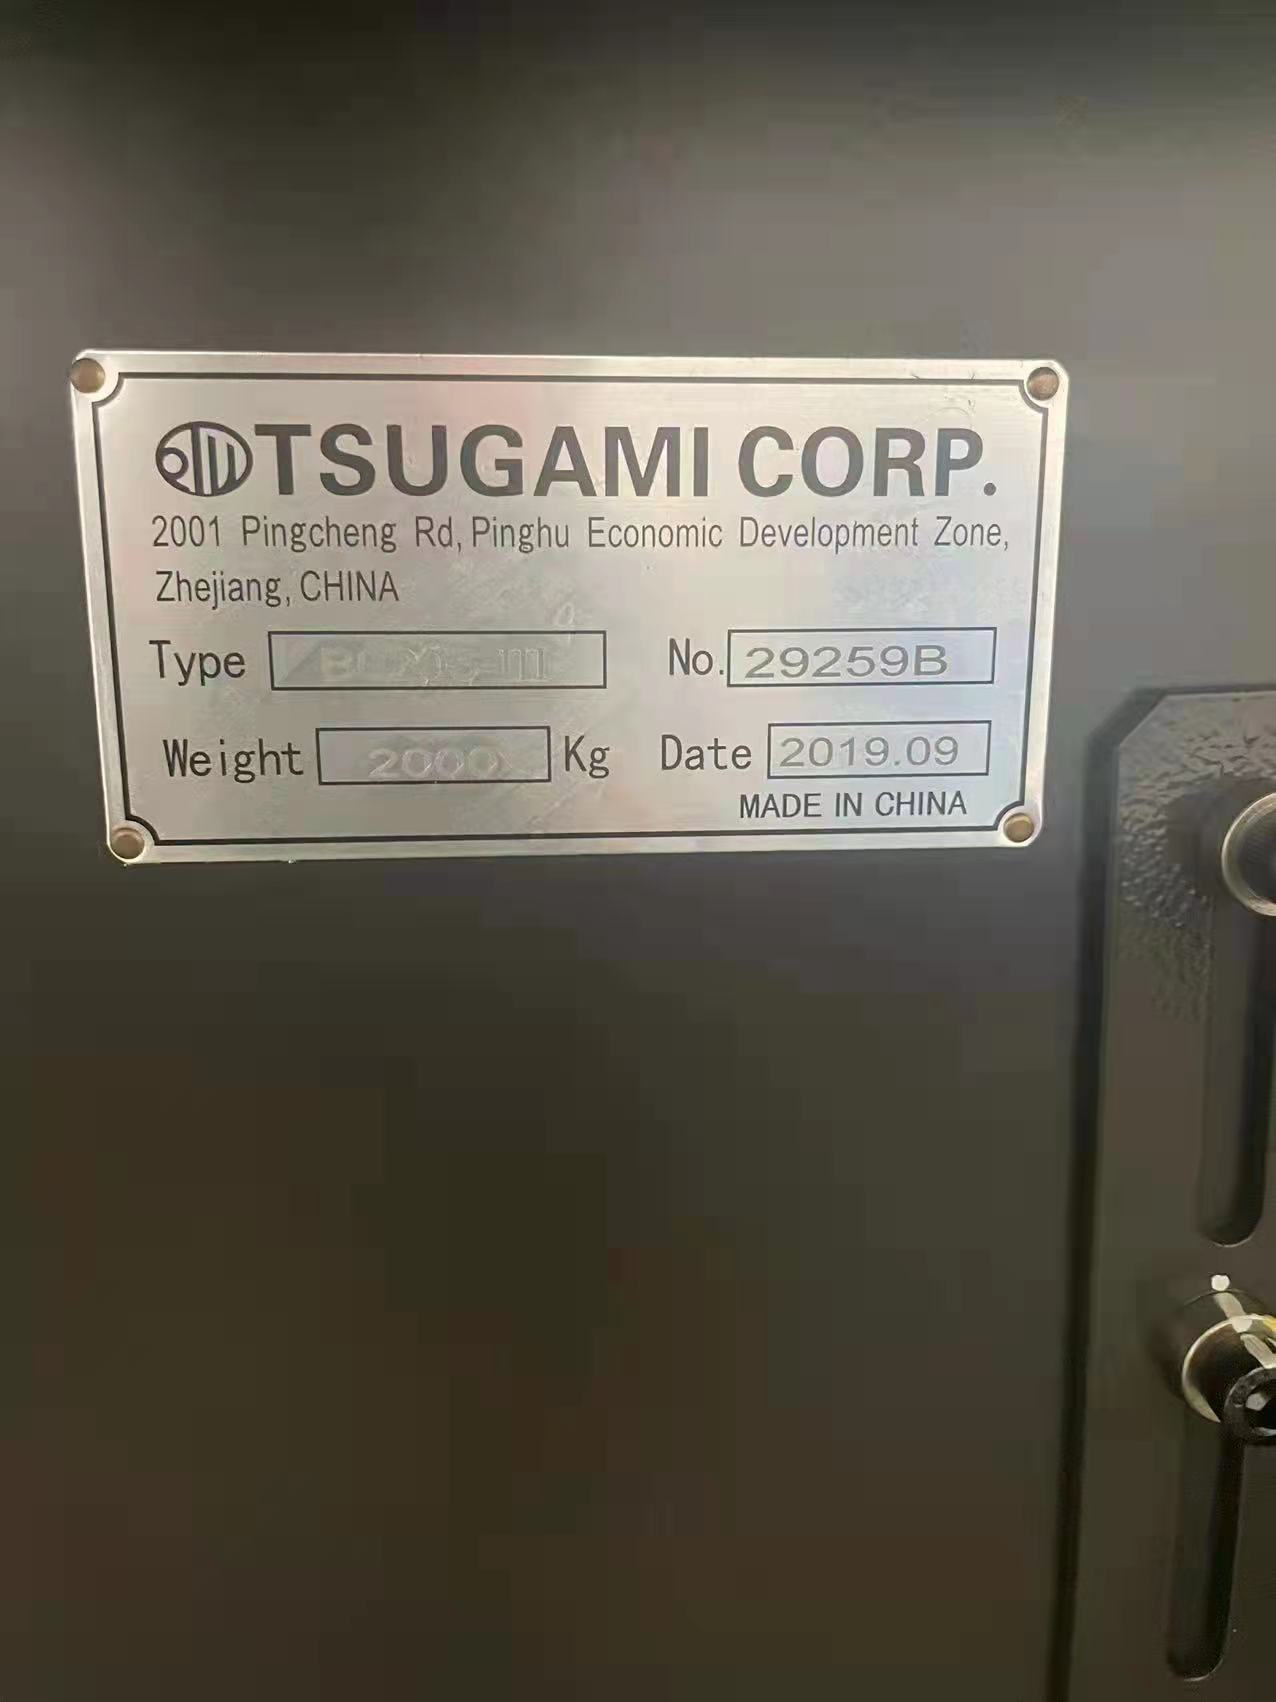 TSUGAMI CORP.
2001 Pingcheng Rd, Pinghu Economic Development Zone,
Zhejiang, CHINA
Type No. 29259B
Weight 2000 Kg Date 2019.09
MADE IN CHINA